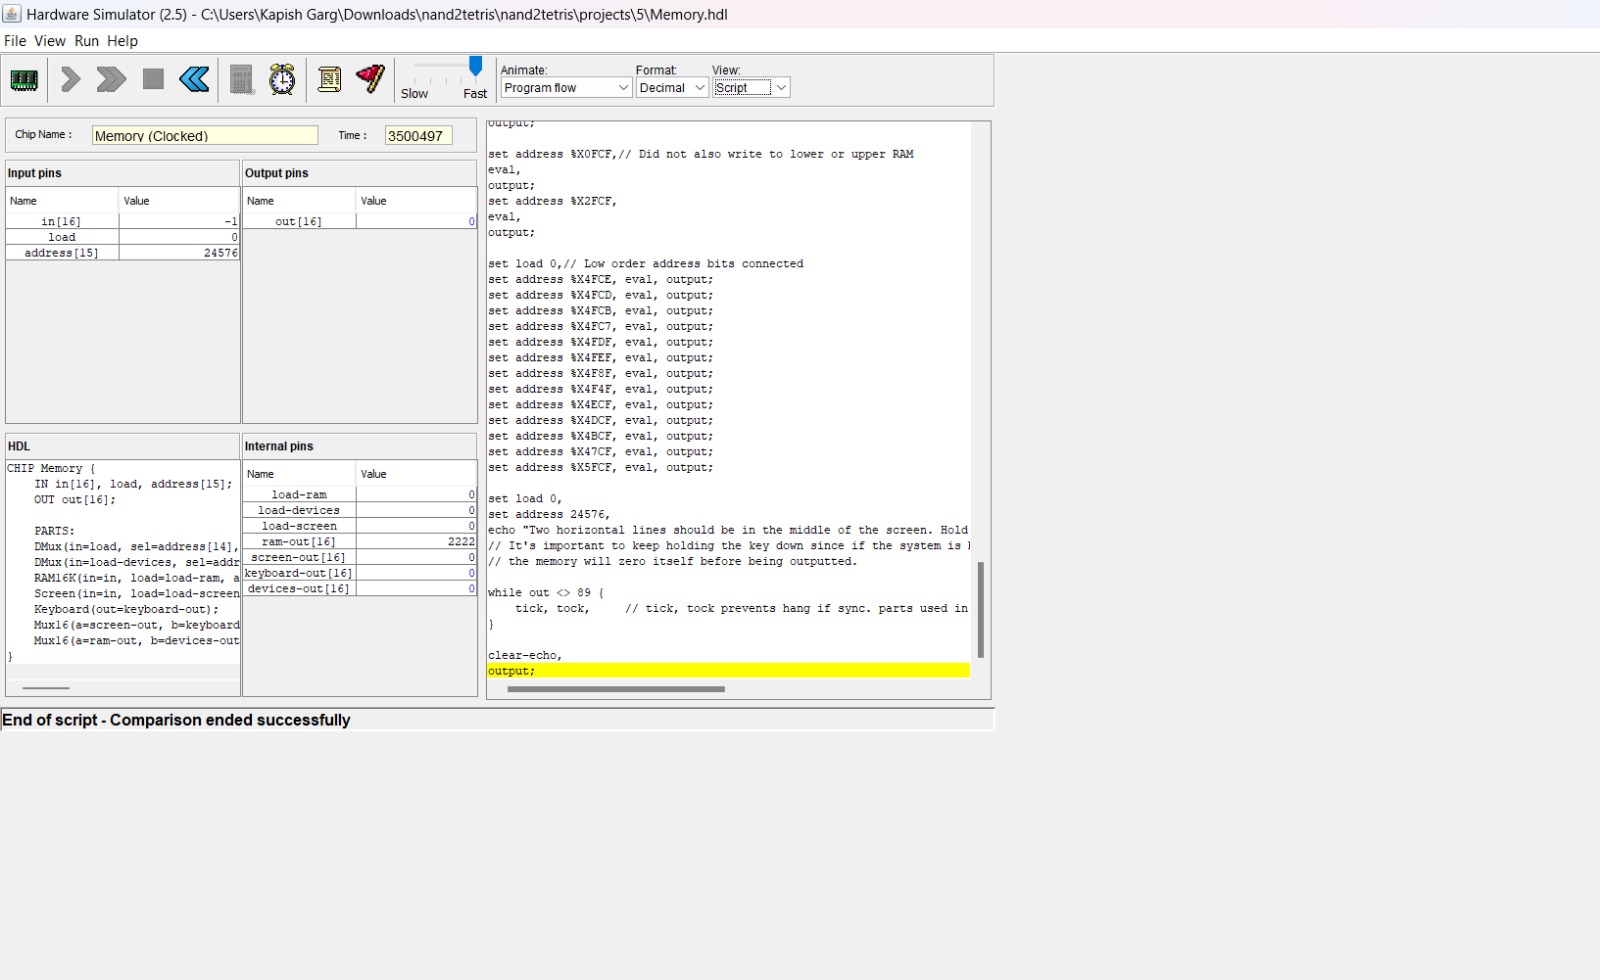 Hardware Simulator (2.5) - C:\Users\Kapish Garg\Downloads\nand2tetris\nand2tetris\projects\5\Memory.hdl
File View Run Help
Slow Fast
Animate: Format: View:
Program flow Decimal Script
Chip Name : Memory (Clocked) Time : 3500497
Input pins
Name Value
in[16] -1
load 0
address[15] 24576
Output pins
Name Value
out[16] 0
HDL
CHIP Memory {
IN in[16], load, address[15];
OUT out[16];
PARTS:
DMux(in=load, sel=address[14],
DMux(in=load-devices, sel=addr
RAM16K(in=in, load=load-ram, a
Screen(in=in, load=load-screen
Keyboard(out=keyboard-out);
Mux16(a=screen-out, b=keyboard
Mux16(a=ram-out, b=devices-out
}
Internal pins
Name Value
load-ram 0
load-devices 0
load-screen 0
ram-out[16] 2222
screen-out[16] 0
keyboard-out[16] 0
devices-out[16] 0
output;
set address %X0FCF,// Did not also write to lower or upper RAM
eval,
output;
set address %X2FCF,
eval,
output;
set load 0,// Low order address bits connected
set address %X4FCE, eval, output;
set address %X4FCD, eval, output;
set address %X4FCB, eval, output;
set address %X4FC7, eval, output;
set address %X4FDF, eval, output;
set address %X4FEF, eval, output;
set address %X4F8F, eval, output;
set address %X4F4F, eval, output;
set address %X4ECF, eval, output;
set address %X4DCF, eval, output;
set address %X4BCF, eval, output;
set address %X47CF, eval, output;
set address %X5FCF, eval, output;
set load 0,
set address 24576,
echo "Two horizontal lines should be in the middle of the screen. Hold
// It's important to keep holding the key down since if the system is
// the memory will zero itself before being outputted.
while out <> 89 {
tick, tock, // tick, tock prevents hang if sync. parts used in
}
clear-echo,
output;
End of script - Comparison ended successfully